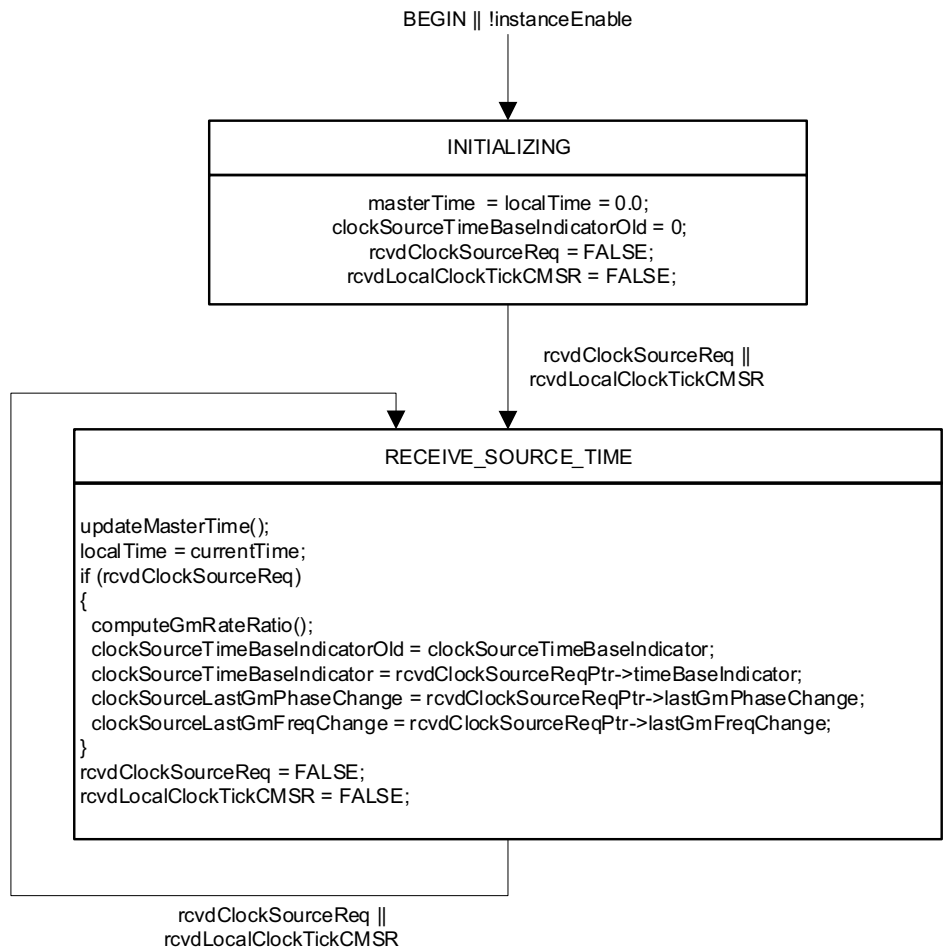 BEGIN || !instanceEnable
INITIALIZING
masterTime = localTime = 0.0;
clockSourceTimeBaseIndicatorOld = 0;
rcvdClockSourceReq = FALSE;
rcvdLocalClockTickCMSR = FALSE;
rcvdClockSourceReq ||
rcvdLocalClockTickCMSR
RECEIVE_SOURCE_TIME
updateMasterTime();
localTime = currentTime;
if (rcvdClockSourceReq)
{
computeGmRateRatio();
clockSourceTimeBaseIndicatorOld = clockSourceTimeBaseIndicator;
clockSourceTimeBaseIndicator = rcvdClockSourceReqPtr->timeBaseIndicator;
clockSourceLastGmPhaseChange = rcvdClockSourceReqPtr->lastGmPhaseChange;
clockSourceLastGmFreqChange = rcvdClockSourceReqPtr->lastGmFreqChange;
}
rcvdClockSourceReq = FALSE;
rcvdLocalClockTickCMSR = FALSE;
rcvdClockSourceReq ||
rcvdLocalClockTickCMSR